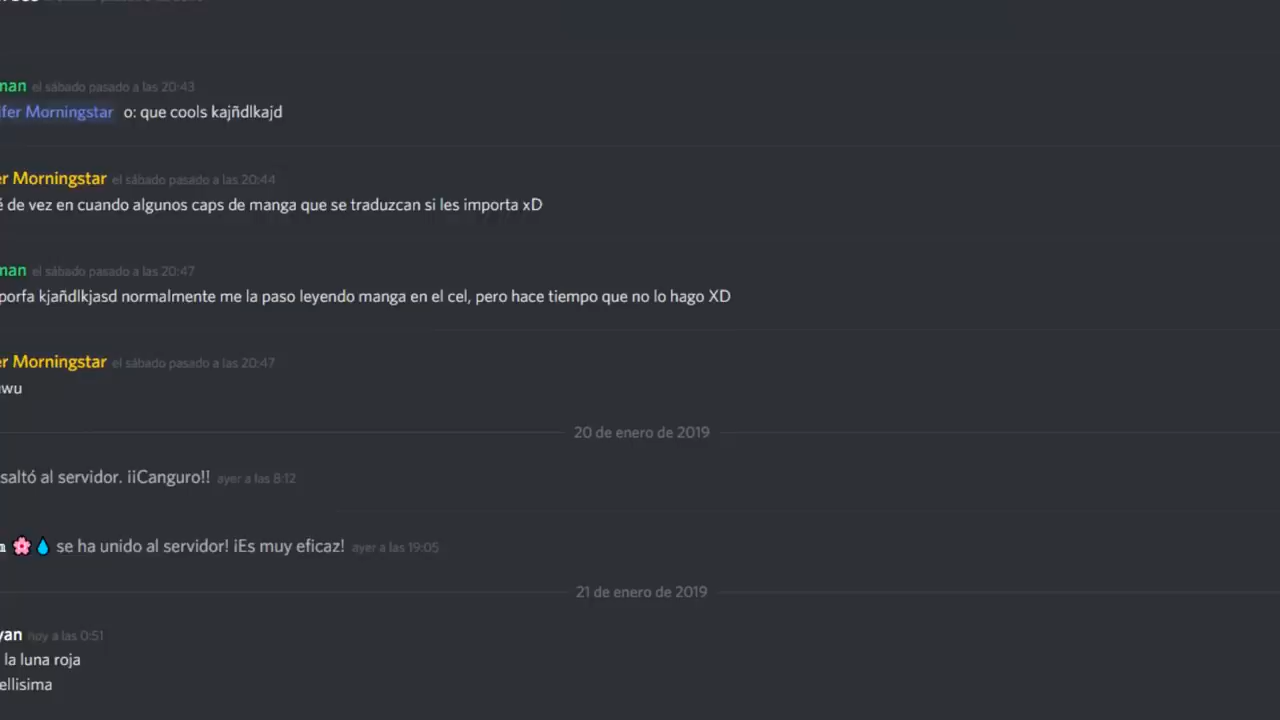 man el sábado pasado a las 20:43
ifer Morningstar o: que cools kajñdlkajd
er Morningstar el sábado pasado a las 20:44
é de vez en cuando algunos caps de manga que se traduzcan si les importa xD
man el sábado pasado a las 20:47
porfa kjañdlkjasd normalmente me la paso leyendo manga en el cel, pero hace tiempo que no lo hago XD
er Morningstar el sábado pasado a las 20:47
uwu
20 de enero de 2019
saltó al servidor. ¡¡Canguro!! ayer a las 8:12
se ha unido al servidor! ¡Es muy eficaz! ayer a las 19:05
21 de enero de 2019
yan hoy a las 0:51
la luna roja
ellisima